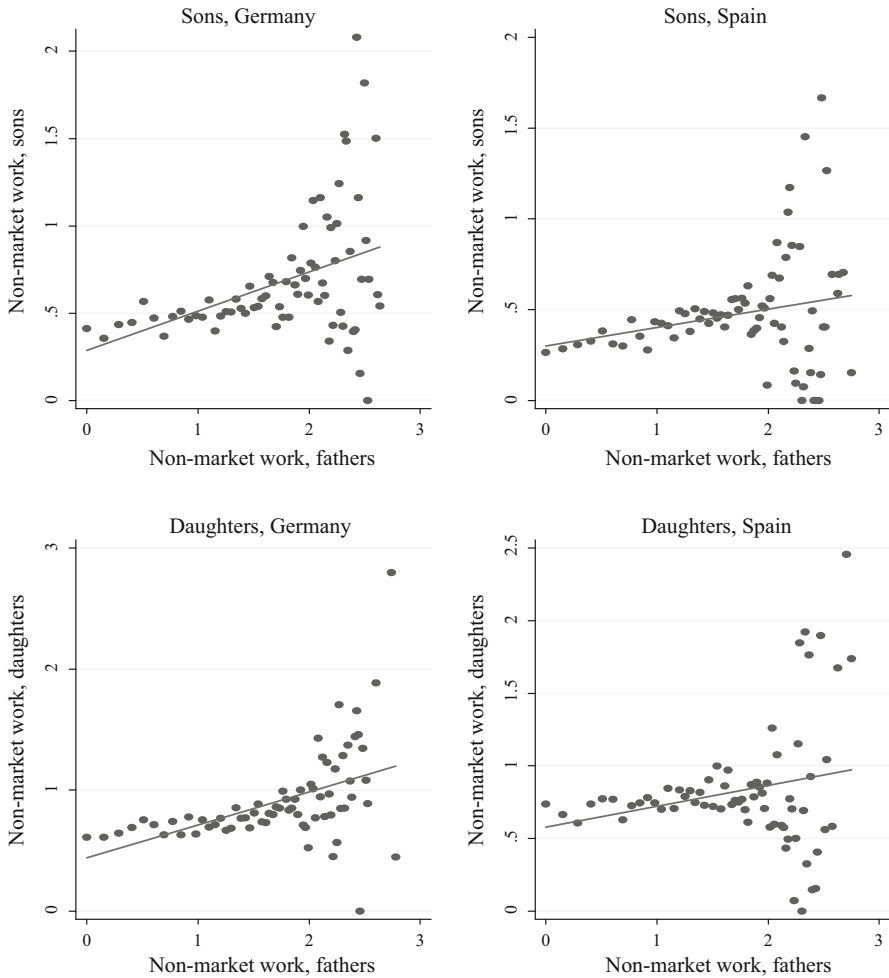 Sons, Germany
Non-market work, sons
2
1.5
1
.5
0
0 1 2 3
Non-market work, fathers
Sons, Spain
Non-market work, sons
2
1.5
1
.5
0
0 1 2 3
Non-market work, fathers
Daughters, Germany
Non-market work, daughters
3
2
1
0
0 1 2 3
Non-market work, fathers
Daughters, Spain
Non-market work, daughters
2.5
2
1.5
1
.5
0
0 1 2 3
Non-market work, fathers